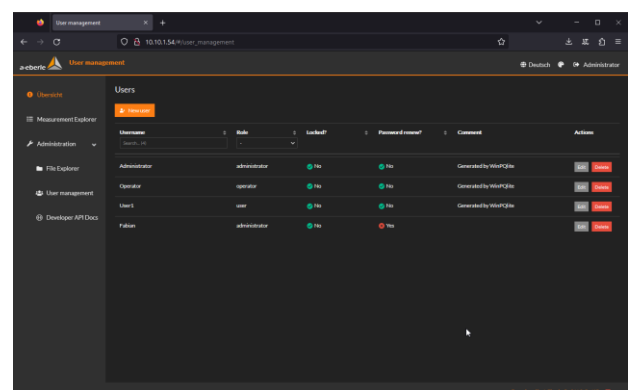 User management
10.10.1.54/#/user_management
a-eberle User management Deutsch Administrator
Übersicht
Measurement Explorer
Administration
File Explorer
User management
Developer API Docs
Users
New user
Username Role Locked? Password renew? Comment Actions
Search... (4) -
Administrator administrator No No Generated by WinPQlite Edit Delete
Operator operator No No Generated by WinPQlite Edit Delete
User1 user No No Generated by WinPQlite Edit Delete
Fabian administrator No Yes Edit Delete